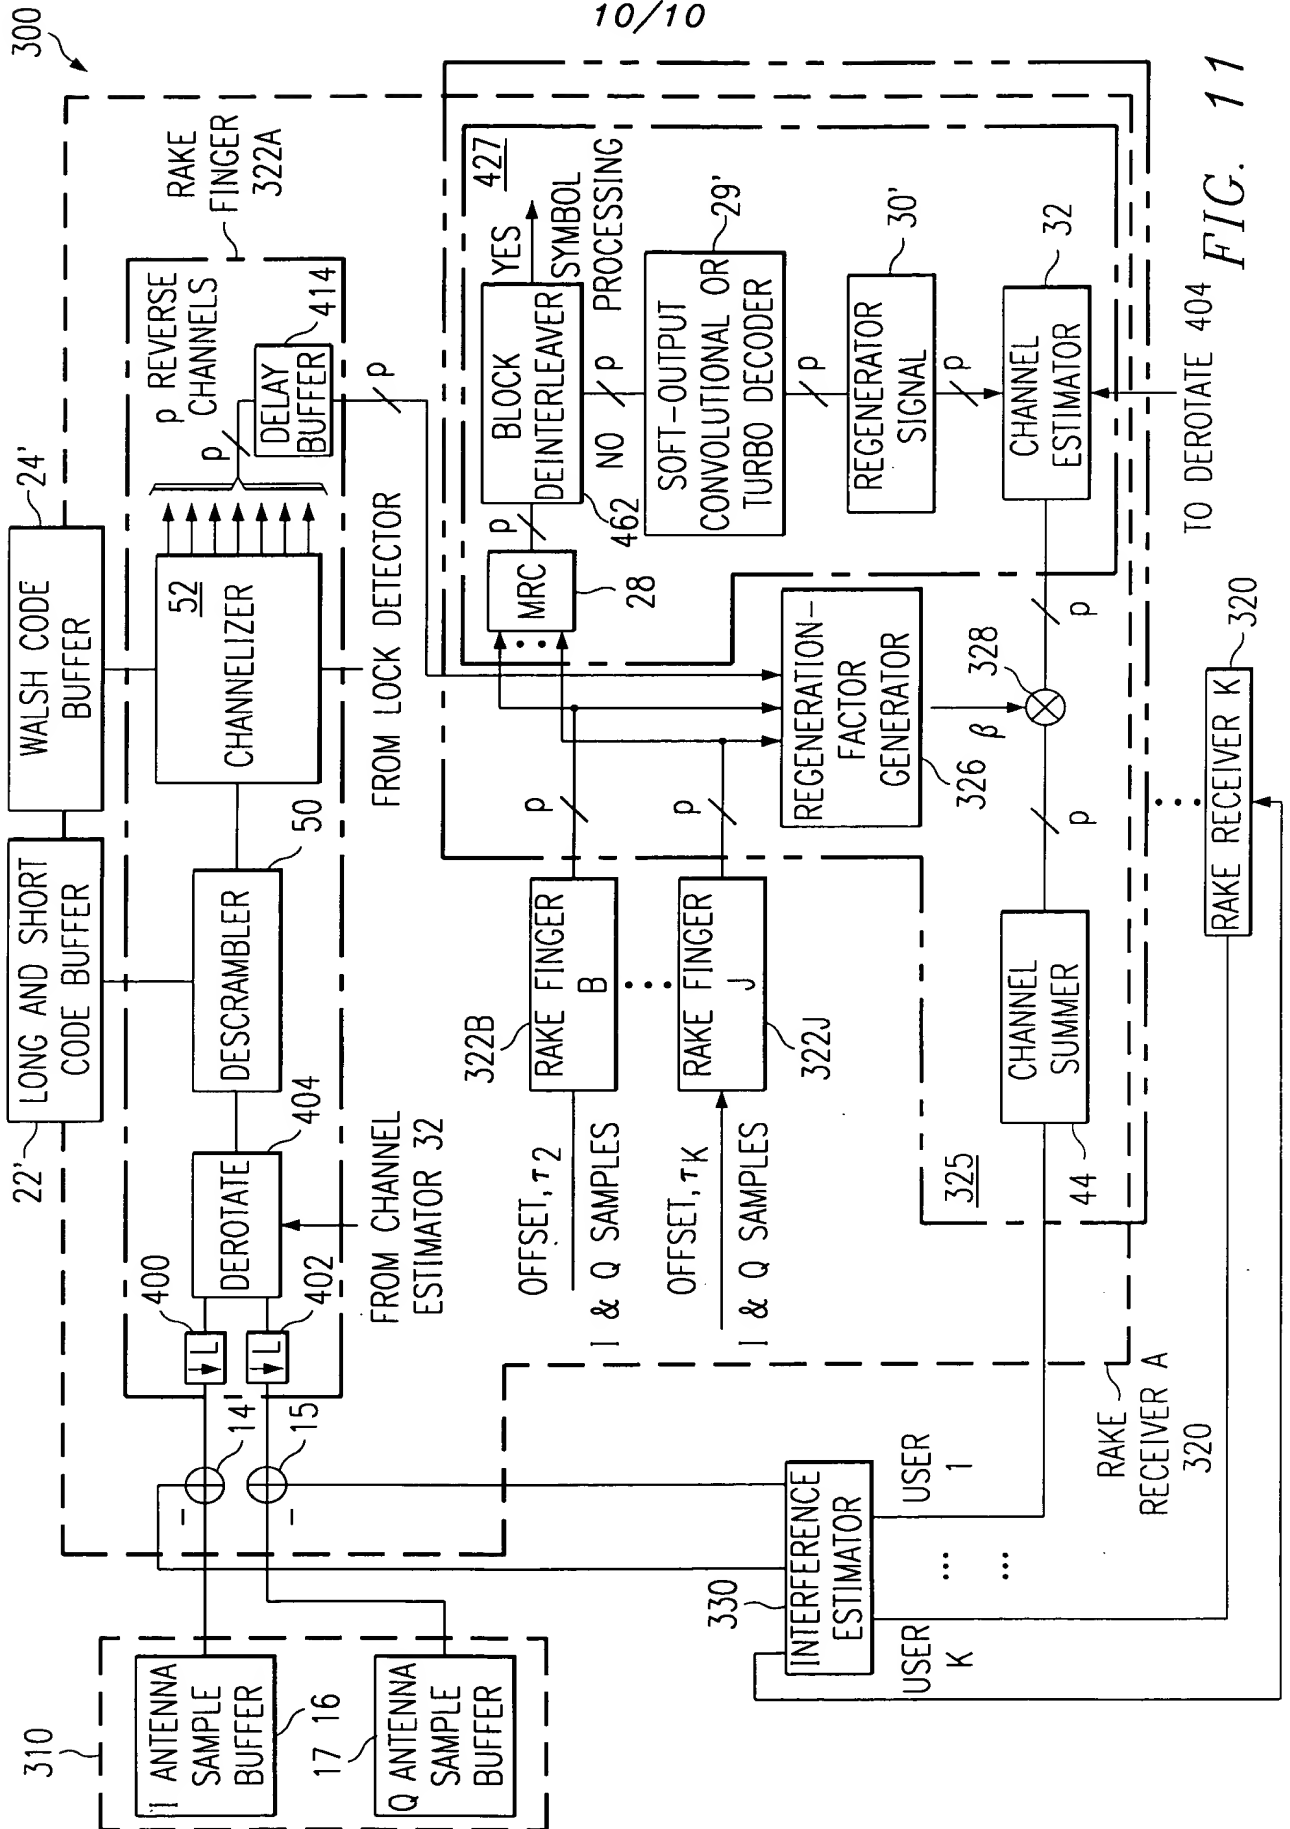 10/10
300
310
I ANTENNA
SAMPLE
BUFFER
16
17
Q ANTENNA
SAMPLE
BUFFER
22'
LONG AND SHORT
CODE BUFFER
WALSH CODE
BUFFER
24'
RAKE
FINGER
322A
14
15
400
↓L
402
↓L
DEROTATE
404
FROM CHANNEL
ESTIMATOR 32
DESCRAMBLER
50
52
CHANNELIZER
FROM LOCK DETECTOR
p REVERSE
CHANNELS
p
DELAY
BUFFER
414
p
OFFSET, τ2
I & Q SAMPLES
322B
RAKE FINGER
B
p
OFFSET, τK
I & Q SAMPLES
RAKE FINGER
J
322J
p
427
MRC
28
p
BLOCK
DEINTERLEAVER
462
YES
SYMBOL
PROCESSING
NO
p
SOFT-OUTPUT
CONVOLUTIONAL OR
TURBO DECODER
29'
p
REGENERATOR
SIGNAL
30'
p
CHANNEL
ESTIMATOR
32
TO DEROTATE 404
REGENERATION-
FACTOR
GENERATOR
326
β
328
p
p
325
CHANNEL
SUMMER
44
330
INTERFERENCE
ESTIMATOR
USER
1
USER
K
RAKE
RECEIVER A
320
RAKE RECEIVER K
320
FIG. 11